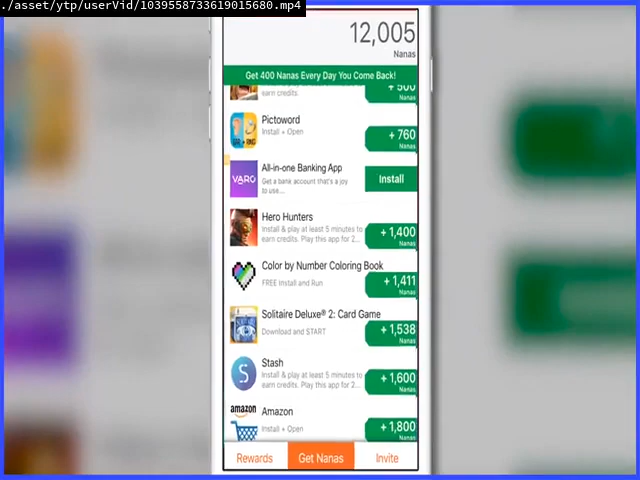 ./asset/ytp/userVid/1039558733619015680.mp4
12,005
Nanas
Get 400 Nanas Every Day You Come Back!
earn credits.
+ 500
Nanas
Pictoword
Install + Open
+ 760
Nanas
VARO
All-in-one Banking App
Get a bank account that's a joy
to use...
Install
Hero Hunters
Install & play at least 5 minutes to
earn credits. Play this app for 2...
+ 1,400
Nanas
Color by Number Coloring Book
FREE Install and Run
+ 1,411
Nanas
Solitaire Deluxe® 2: Card Game
Download and START
+ 1,538
Nanas
S
Stash
Install & play at least 5 minutes to
earn credits. Play this app for 2...
+ 1,600
Nanas
amazon
Amazon
Install + Open
+ 1,800
Nanas
Rewards
Get Nanas
Invite